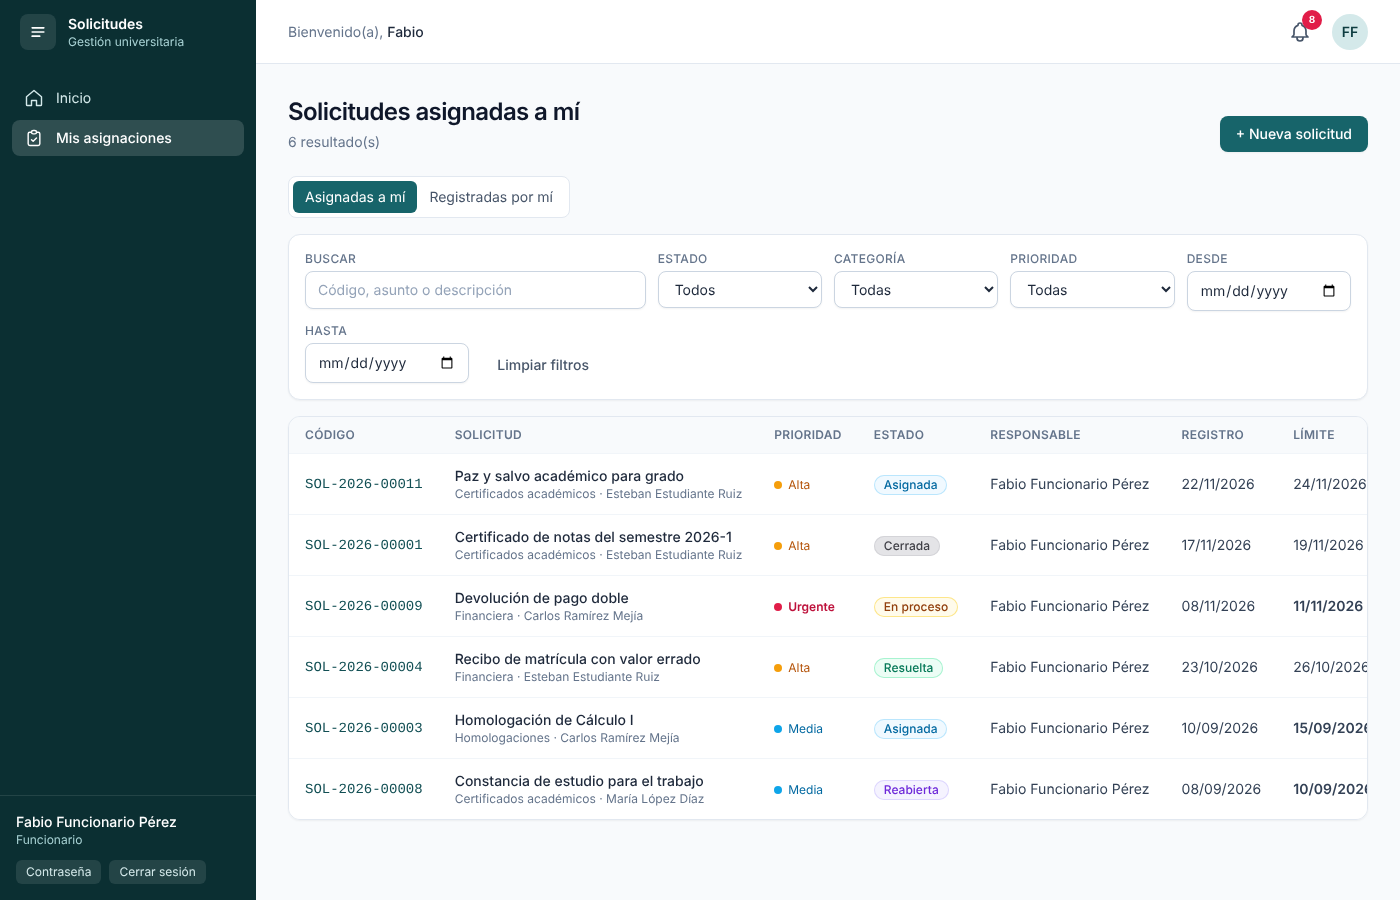 Solicitudes
Gestión universitaria
Inicio
Mis asignaciones
Fabio Funcionario Pérez
Funcionario
Contraseña Cerrar sesión
Bienvenido(a), Fabio
8
FF
Solicitudes asignadas a mí
6 resultado(s)
+ Nueva solicitud
Asignadas a mí Registradas por mí
BUSCAR ESTADO CATEGORÍA PRIORIDAD DESDE
Código, asunto o descripción Todos Todas Todas mm/dd/yyyy
HASTA
mm/dd/yyyy Limpiar filtros
CÓDIGO SOLICITUD PRIORIDAD ESTADO RESPONSABLE REGISTRO LÍMITE
SOL-2026-00011 Paz y salvo académico para grado Alta Asignada Fabio Funcionario Pérez 22/11/2026 24/11/2026
Certificados académicos · Esteban Estudiante Ruiz
SOL-2026-00001 Certificado de notas del semestre 2026-1 Alta Cerrada Fabio Funcionario Pérez 17/11/2026 19/11/2026
Certificados académicos · Esteban Estudiante Ruiz
SOL-2026-00009 Devolución de pago doble Urgente En proceso Fabio Funcionario Pérez 08/11/2026 11/11/2026
Financiera · Carlos Ramírez Mejía
SOL-2026-00004 Recibo de matrícula con valor errado Alta Resuelta Fabio Funcionario Pérez 23/10/2026 26/10/2026
Financiera · Esteban Estudiante Ruiz
SOL-2026-00003 Homologación de Cálculo I Media Asignada Fabio Funcionario Pérez 10/09/2026 15/09/2026
Homologaciones · Carlos Ramírez Mejía
SOL-2026-00008 Constancia de estudio para el trabajo Media Reabierta Fabio Funcionario Pérez 08/09/2026 10/09/2026
Certificados académicos · María López Díaz